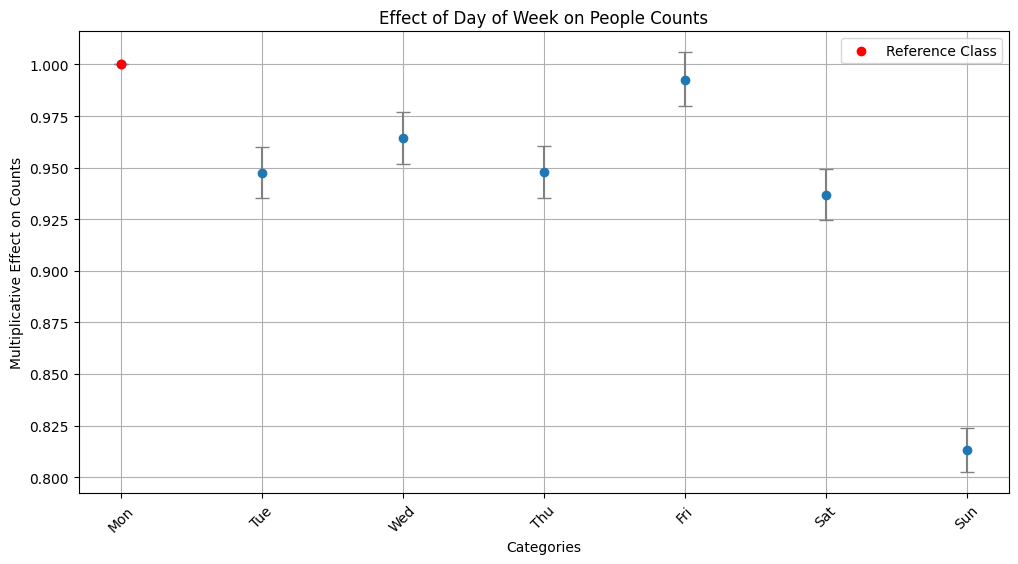 Effect of Day of Week on People Counts
Reference Class
Multiplicative Effect on Counts
1.000
0.975
0.950
0.925
0.900
0.875
0.850
0.825
0.800
Mon Tue Wed Thu Fri Sat Sun
Categories